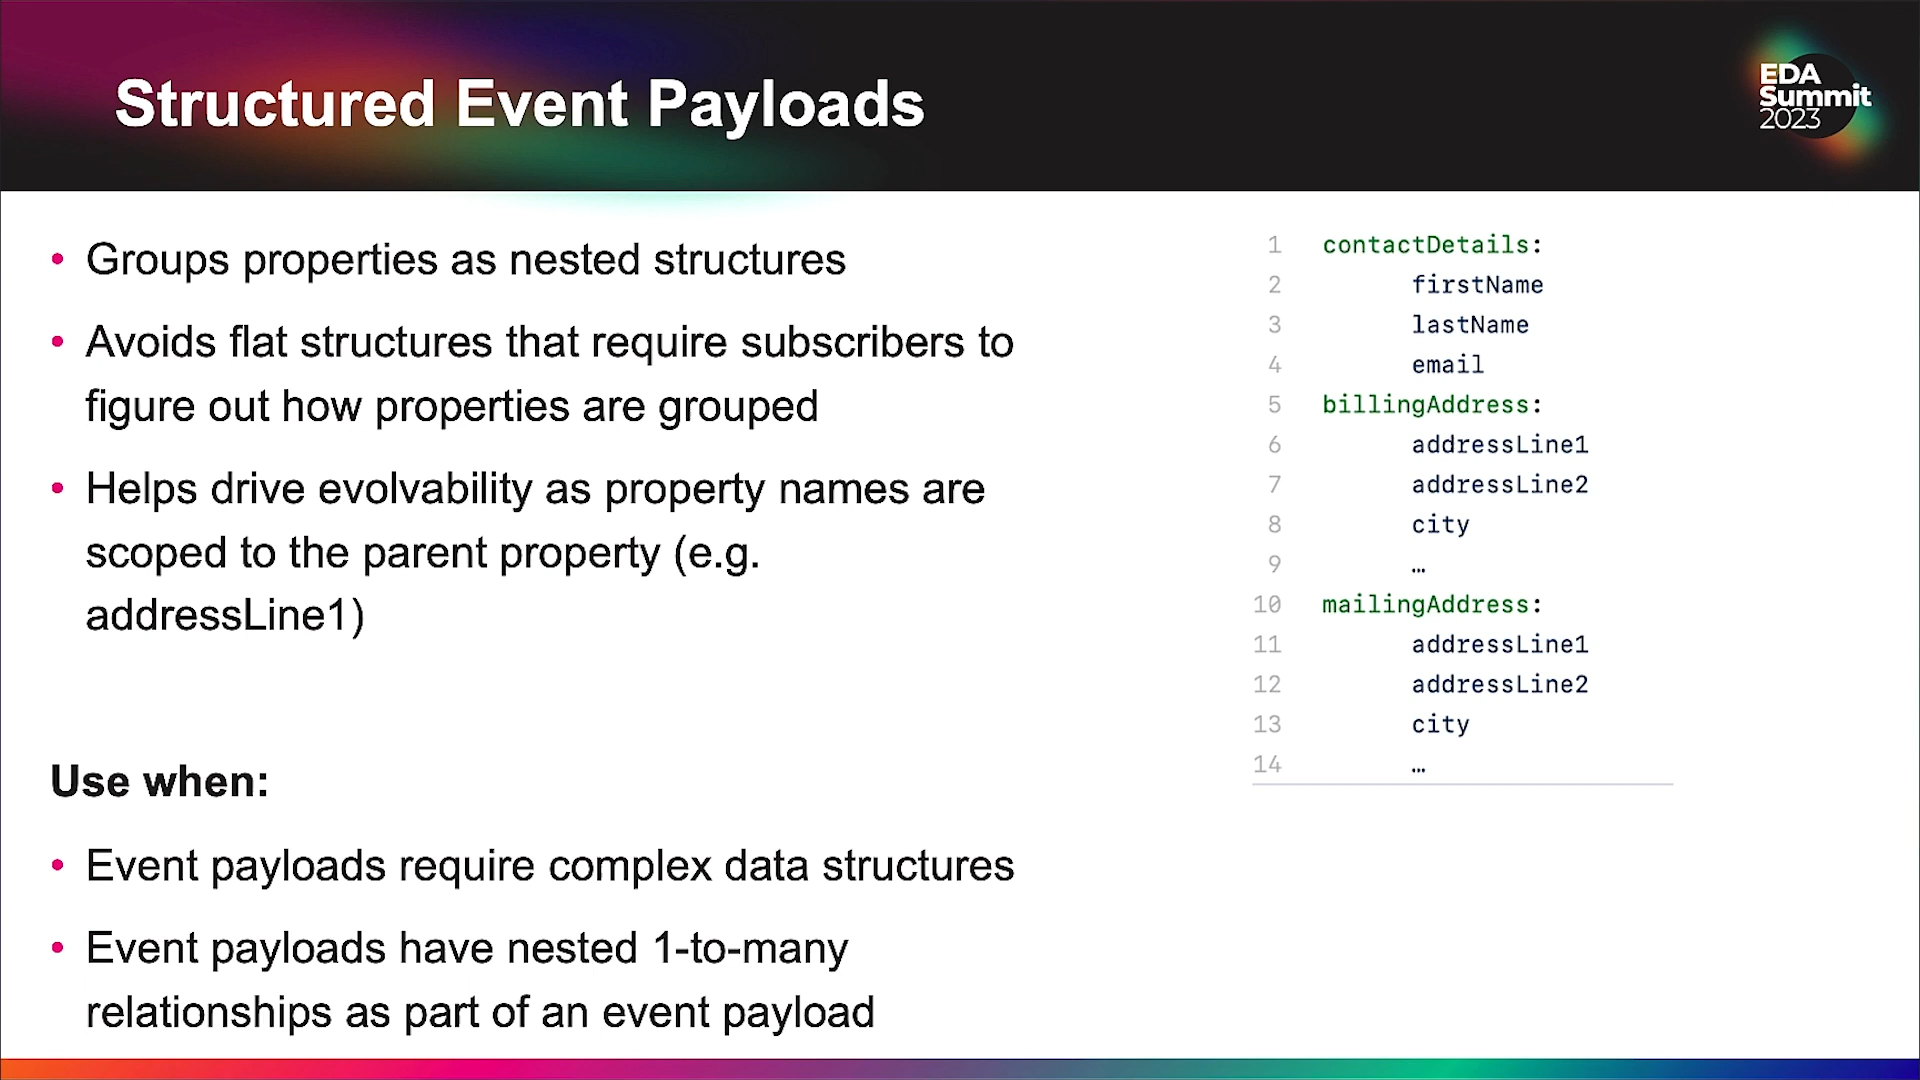 Structured Event Payloads
EDA
Summit
2023
• Groups properties as nested structures
• Avoids flat structures that require subscribers to
figure out how properties are grouped
• Helps drive evolvability as property names are
scoped to the parent property (e.g.
addressLine1)
Use when:
• Event payloads require complex data structures
• Event payloads have nested 1-to-many
relationships as part of an event payload
1 contactDetails:
2 firstName
3 lastName
4 email
5 billingAddress:
6 addressLine1
7 addressLine2
8 city
9 …
10 mailingAddress:
11 addressLine1
12 addressLine2
13 city
14 …